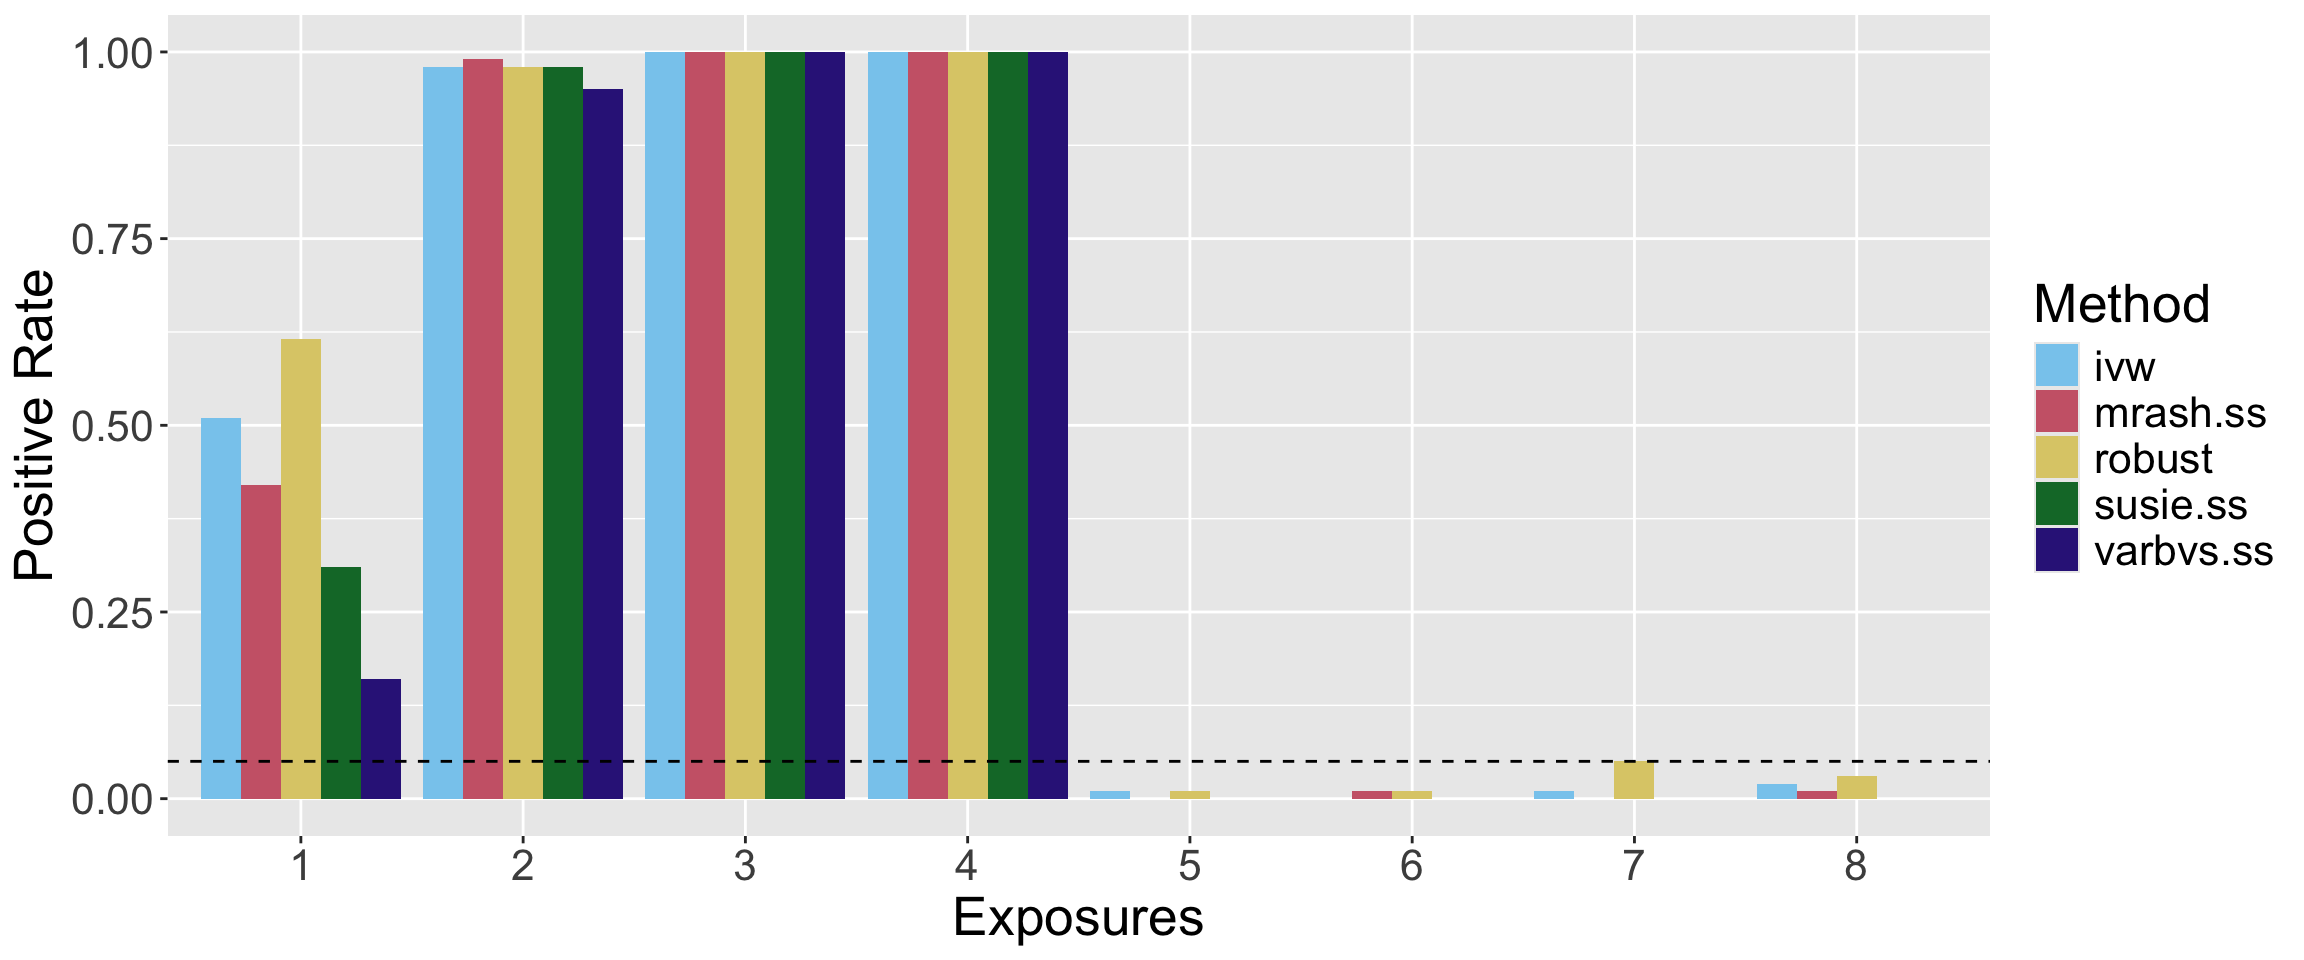 1.00
0.75
0.50
0.25
0.00
Positive Rate
1 2 3 4 5 6 7 8
Exposures
Method
ivw
mrash.ss
robust
susie.ss
varbvs.ss